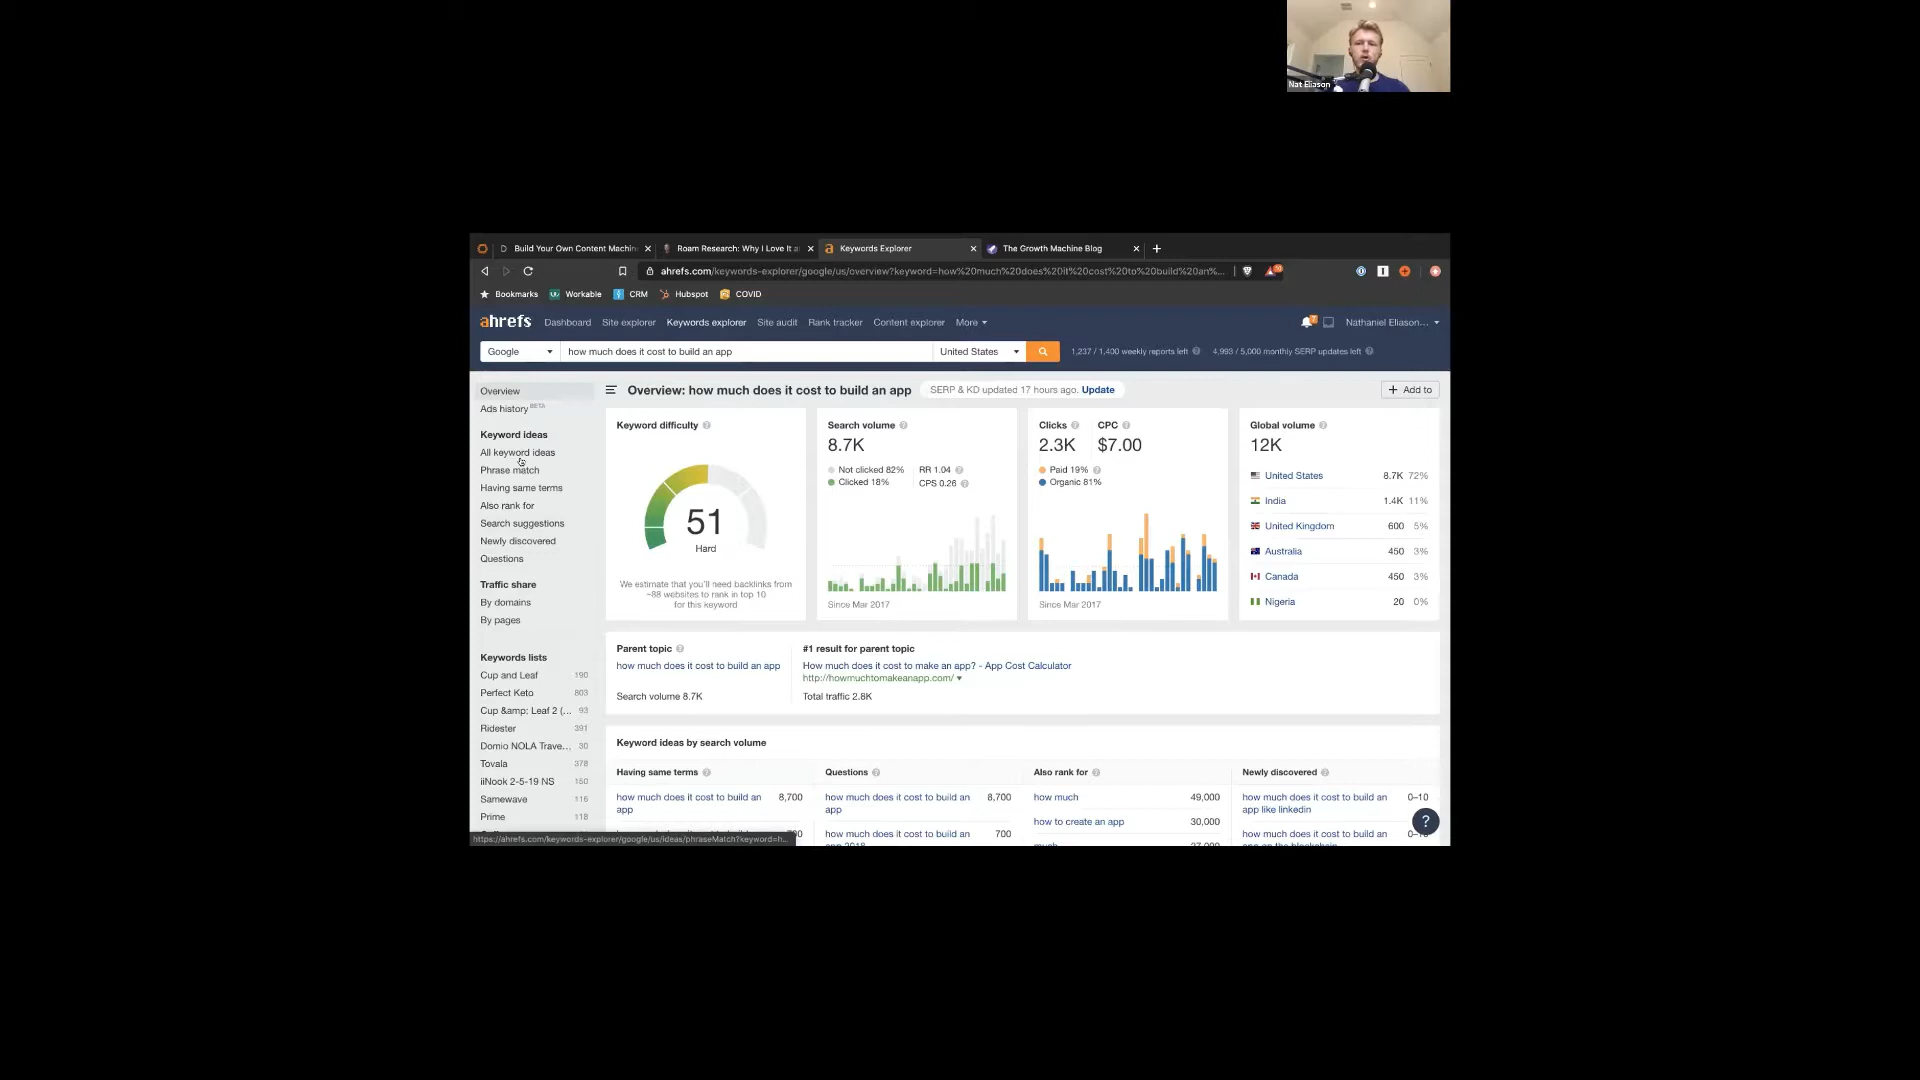 Nat Eliason
Build Your Own Content Machin
Roam Research: Why I Love It a
Keywords Explorer
The Growth Machine Blog
ahrefs.com/keywords-explorer/google/us/overview?keyword=how%20much%20does%20it%20cost%20to%20build%20an%...
Bookmarks Workable CRM Hubspot COVID
ahrefs Dashboard Site explorer Keywords explorer Site audit Rank tracker Content explorer More Nathaniel Eliason...
Google how much does it cost to build an app United States 1,237 / 1,400 weekly reports left 4,993 / 5,000 monthly SERP updates left
Overview
Ads history BETA
Keyword ideas
All keyword ideas
Phrase match
Having same terms
Also rank for
Search suggestions
Newly discovered
Questions
Traffic share
By domains
By pages
Keywords lists
Cup and Leaf 190
Perfect Keto 803
Cup &amp; Leaf 2 (... 93
Ridester 391
Domio NOLA Trave... 30
Tovala 378
iiNook 2-5-19 NS 150
Samewave 116
Prime 118
https://ahrefs.com/keywords-explorer/google/us/ideas/phraseMatch?keyword=h...
Overview: how much does it cost to build an app SERP & KD updated 17 hours ago. Update + Add to
Keyword difficulty
51
Hard
We estimate that you'll need backlinks from
~88 websites to rank in top 10
for this keyword
Search volume
8.7K
Not clicked 82% RR 1.04
Clicked 18% CPS 0.26
Since Mar 2017
Clicks CPC
2.3K $7.00
Paid 19%
Organic 81%
Since Mar 2017
Global volume
12K
United States 8.7K 72%
India 1.4K 11%
United Kingdom 600 5%
Australia 450 3%
Canada 450 3%
Nigeria 20 0%
Parent topic
how much does it cost to build an app
Search volume 8.7K
#1 result for parent topic
How much does it cost to make an app? - App Cost Calculator
http://howmuchtomakeanapp.com/
Total traffic 2.8K
Keyword ideas by search volume
Having same terms
how much does it cost to build an 8,700
app
Questions
how much does it cost to build an 8,700
app
how much does it cost to build an 700
app 2018
Also rank for
how much 49,000
how to create an app 30,000
much 27,000
Newly discovered
how much does it cost to build an 0–10
app like linkedin
how much does it cost to build an
app on the blockchain
?